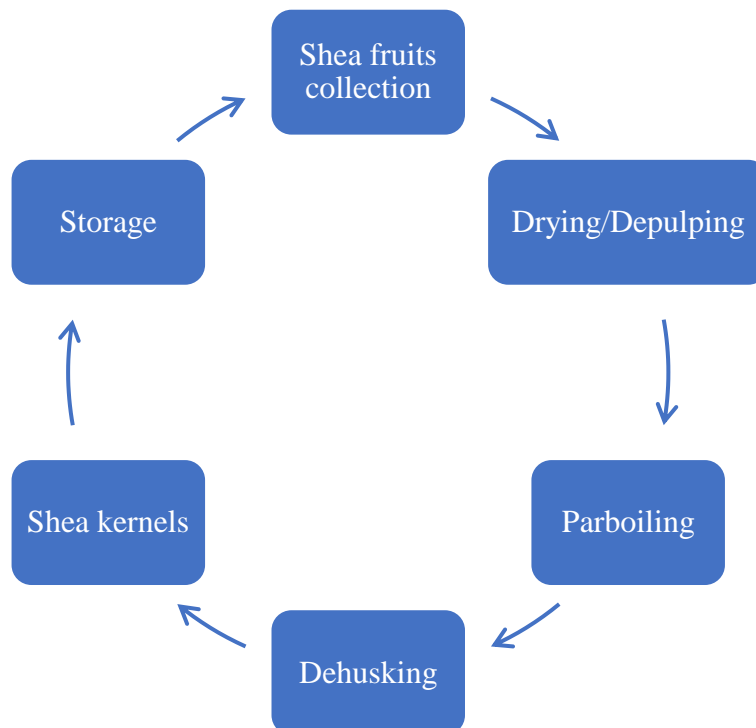 Shea fruits
collection
Drying/Depulping
Parboiling
Dehusking
Shea kernels
Storage